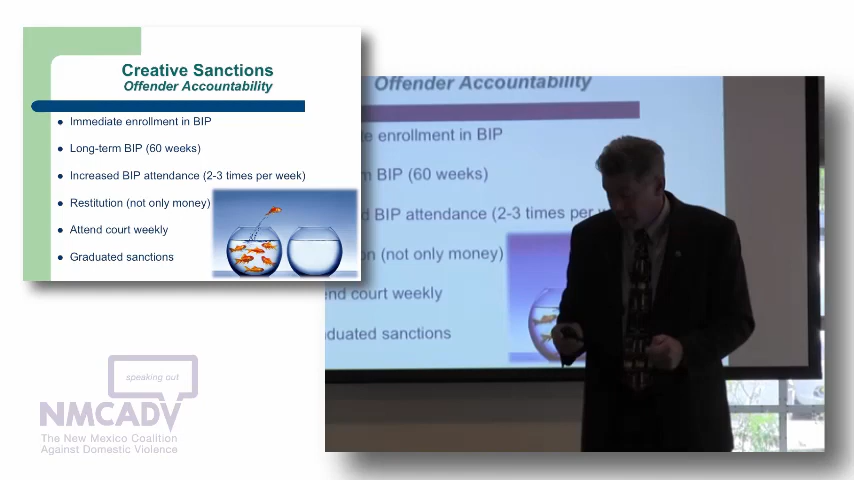 Creative Sanctions
Offender Accountability
Immediate enrollment in BIP
Long-term BIP (60 weeks)
Increased BIP attendance (2-3 times per week)
Restitution (not only money)
Attend court weekly
Graduated sanctions
Offender Accountability
te enrollment in BIP
m BIP (60 weeks)
d BIP attendance (2-3 times per w
on (not only money)
end court weekly
duated sanctions
speaking out
NMCADV
The New Mexico Coalition
Against Domestic Violence